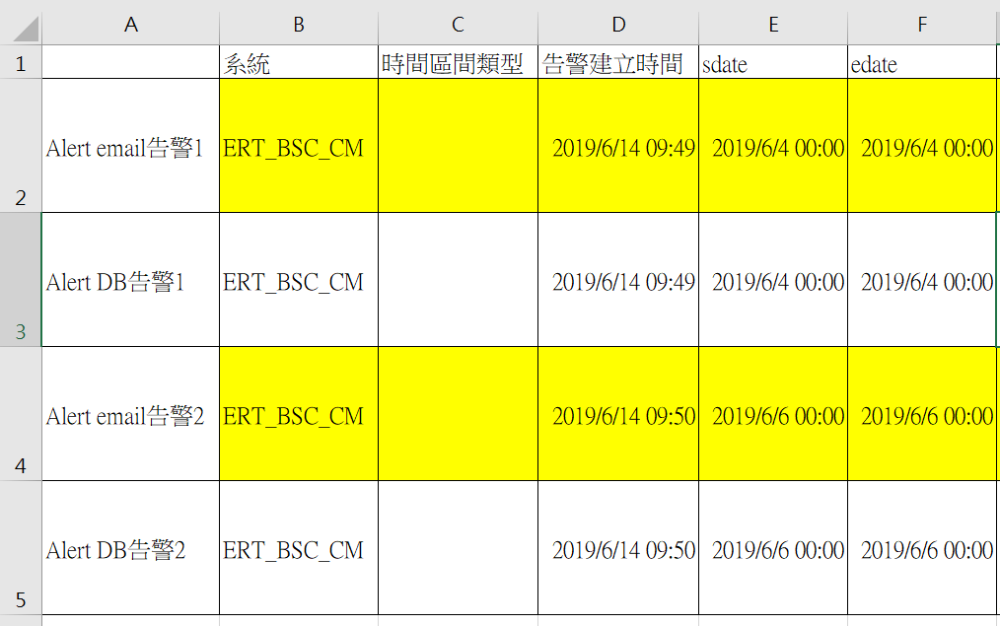 A B C D E F
1 系統 時間區間類型 告警建立時間 sdate edate
2 Alert email告警1 ERT_BSC_CM 2019/6/14 09:49 2019/6/4 00:00 2019/6/4 00:00
3 Alert DB告警1 ERT_BSC_CM 2019/6/14 09:49 2019/6/4 00:00 2019/6/4 00:00
4 Alert email告警2 ERT_BSC_CM 2019/6/14 09:50 2019/6/6 00:00 2019/6/6 00:00
5 Alert DB告警2 ERT_BSC_CM 2019/6/14 09:50 2019/6/6 00:00 2019/6/6 00:00